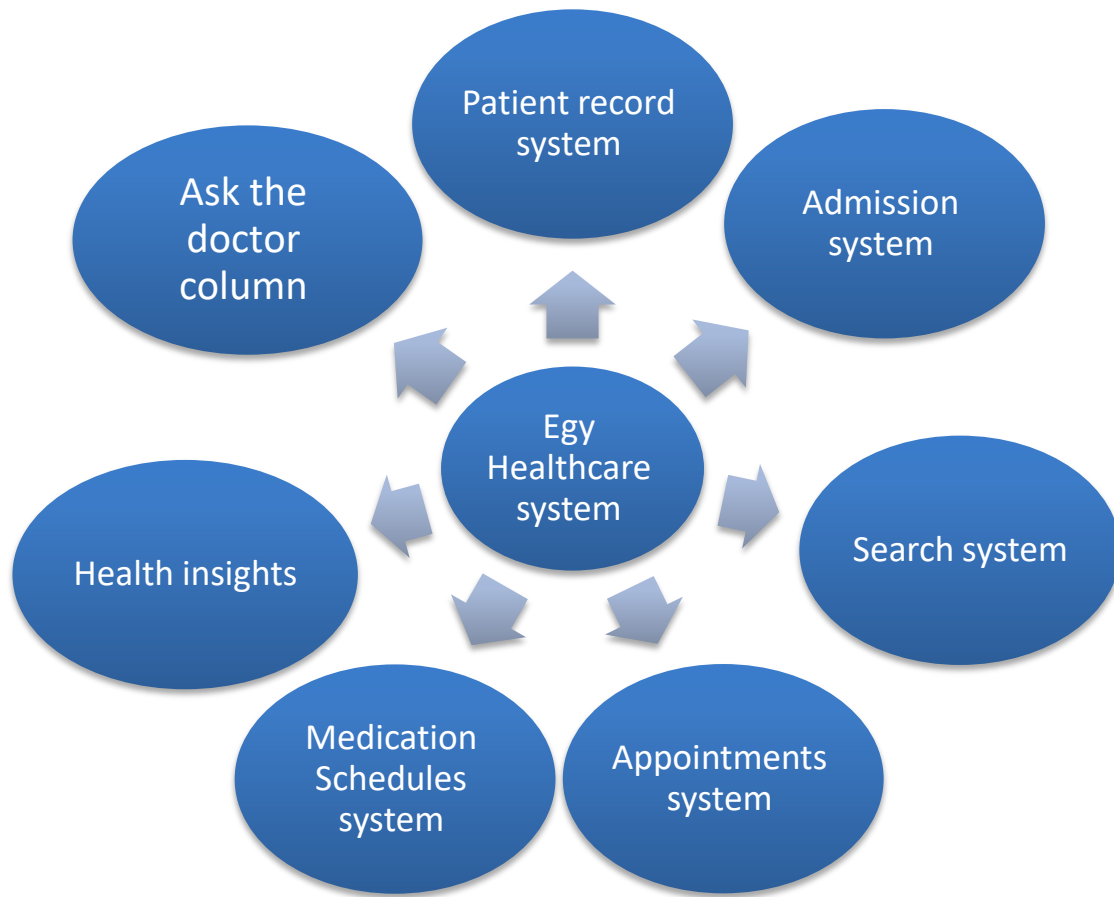 Patient record
system
Admission
system
Search system
Appointments
system
Medication
Schedules
system
Health insights
Ask the
doctor
column
Egy
Healthcare
system